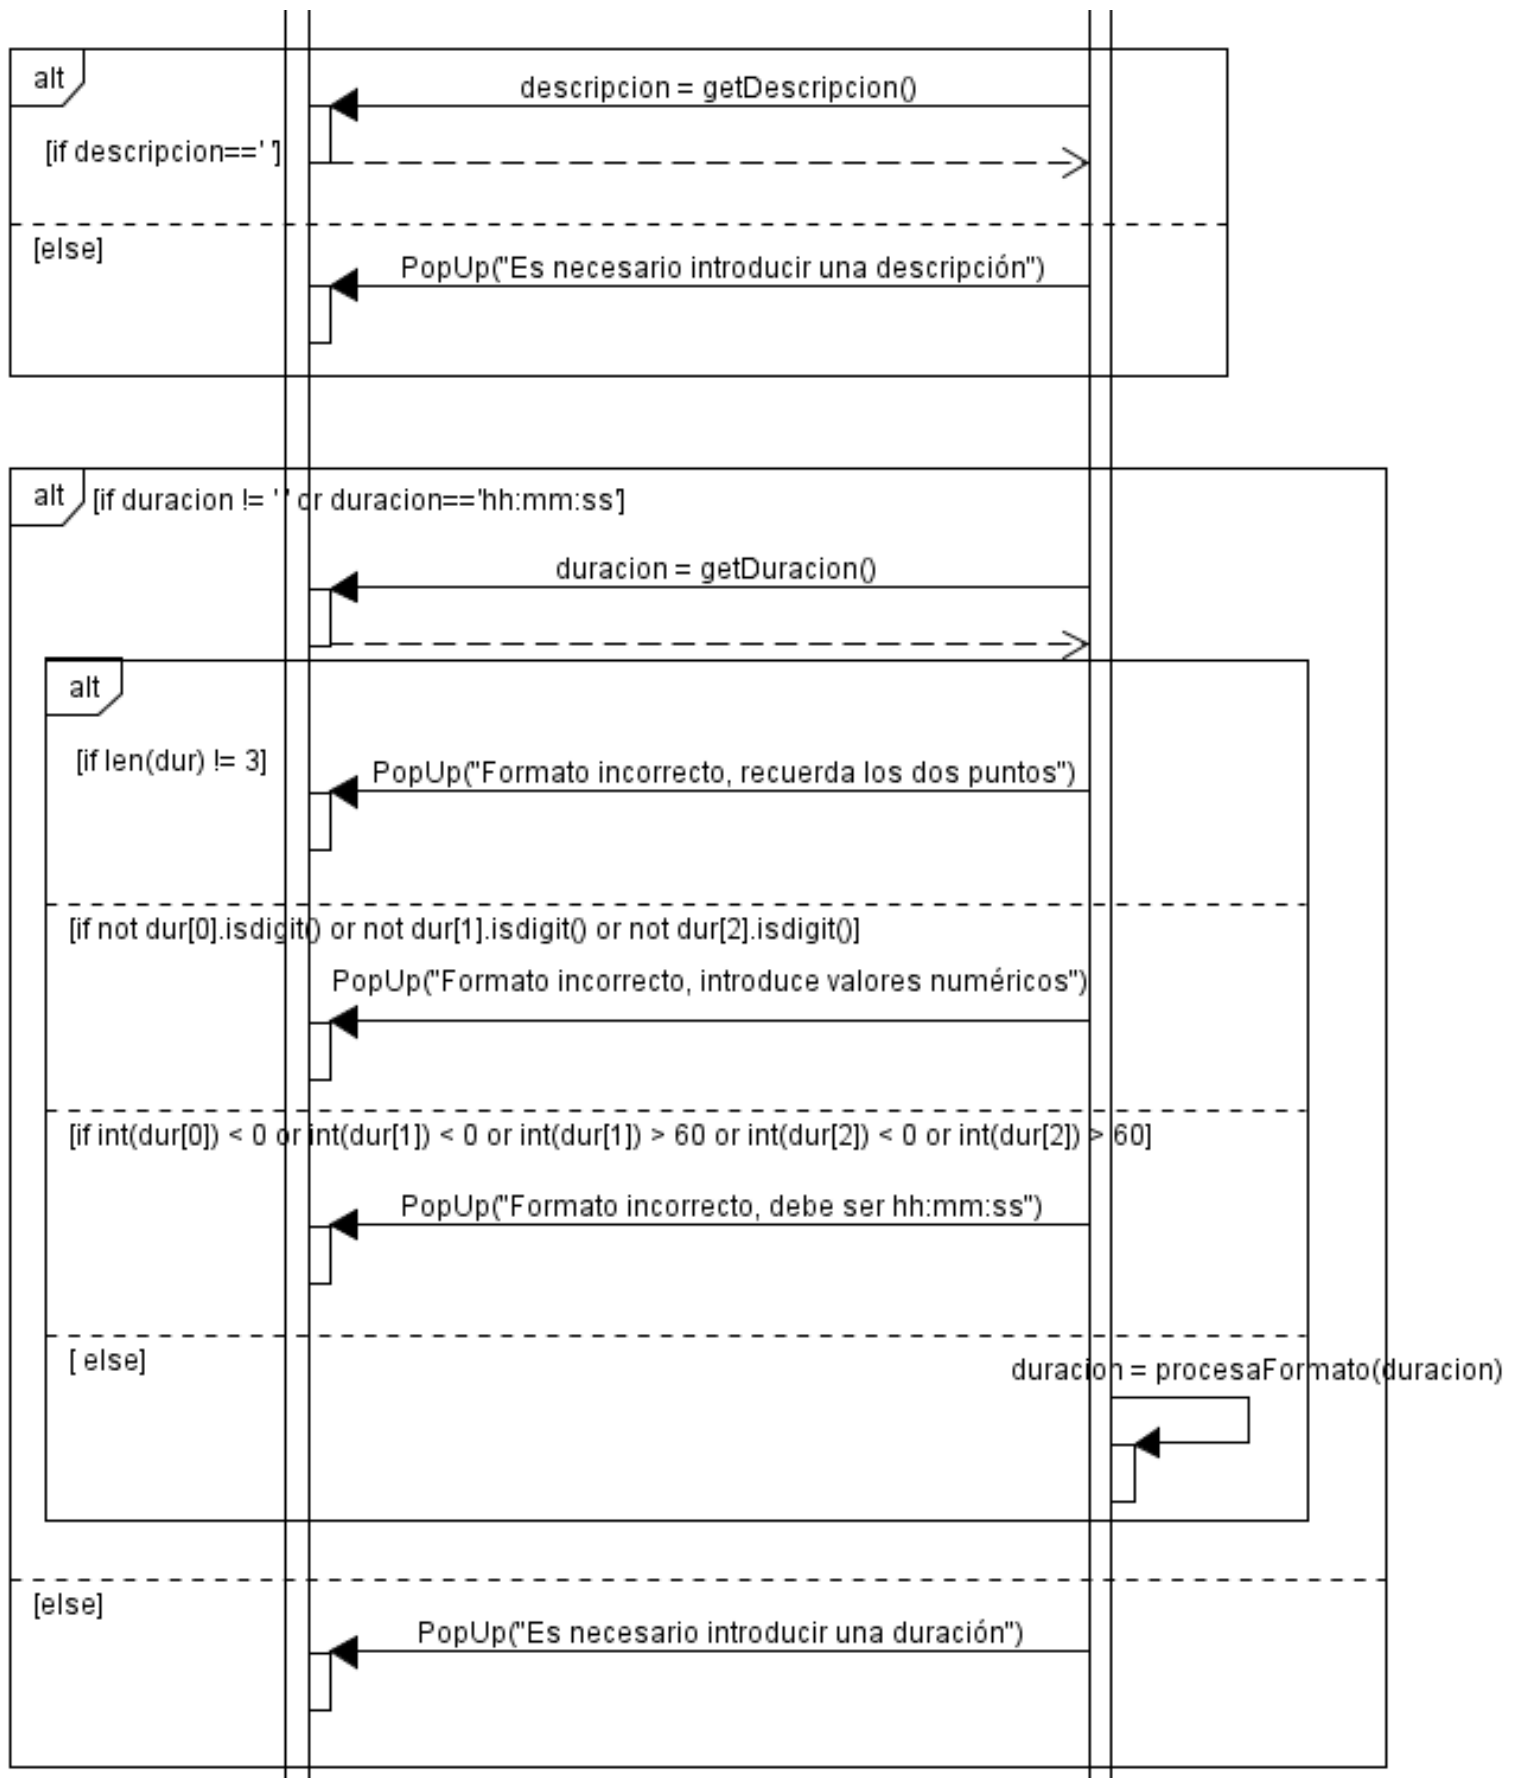 alt
descripcion = getDescripcion()
[if descripcion==' ']
[else]
PopUp("Es necesario introducir una descripción")
alt
[if duracion != ' ' or duracion=='hh:mm:ss']
duracion = getDuracion()
alt
[if len(dur) != 3]
PopUp("Formato incorrecto, recuerda los dos puntos")
[if not dur[0].isdigit() or not dur[1].isdigit() or not dur[2].isdigit()]
PopUp("Formato incorrecto, introduce valores numéricos")
[if int(dur[0]) < 0 or int(dur[1]) < 0 or int(dur[1]) > 60 or int(dur[2]) < 0 or int(dur[2]) > 60]
PopUp("Formato incorrecto, debe ser hh:mm:ss")
[ else]
duracion = procesaFormato(duracion)
[else]
PopUp("Es necesario introducir una duración")